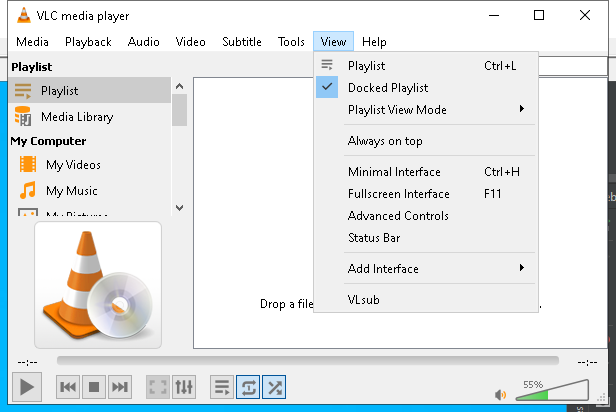 VLC media player
Media Playback Audio Video Subtitle Tools View Help
Playlist
Playlist
Media Library
My Computer
My Videos
My Music
My Pictures
Playlist Ctrl+L
Docked Playlist
Playlist View Mode
Always on top
Minimal Interface Ctrl+H
Fullscreen Interface F11
Advanced Controls
Status Bar
Add Interface
VLsub
Drop a file
--:-- --:--
55%